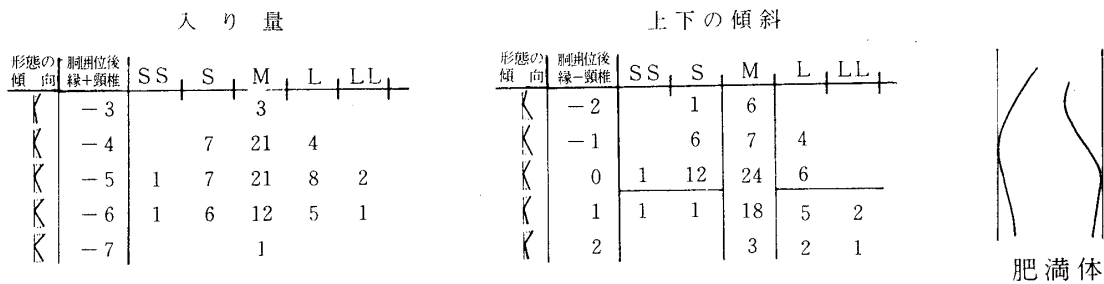 入り量 上下の傾斜
形態の 胴囲位後 形態の 胴囲位後
傾向 縁+頸椎 SS S M L LL 傾向 縁-頸椎 SS S M L LL
-3 3 -2 1 6
-4 7 21 4 -1 6 7 4
-5 1 7 21 8 2 0 1 12 24 6
-6 1 6 12 5 1 1 1 1 18 5 2
-7 1 2 3 2 1
肥満体